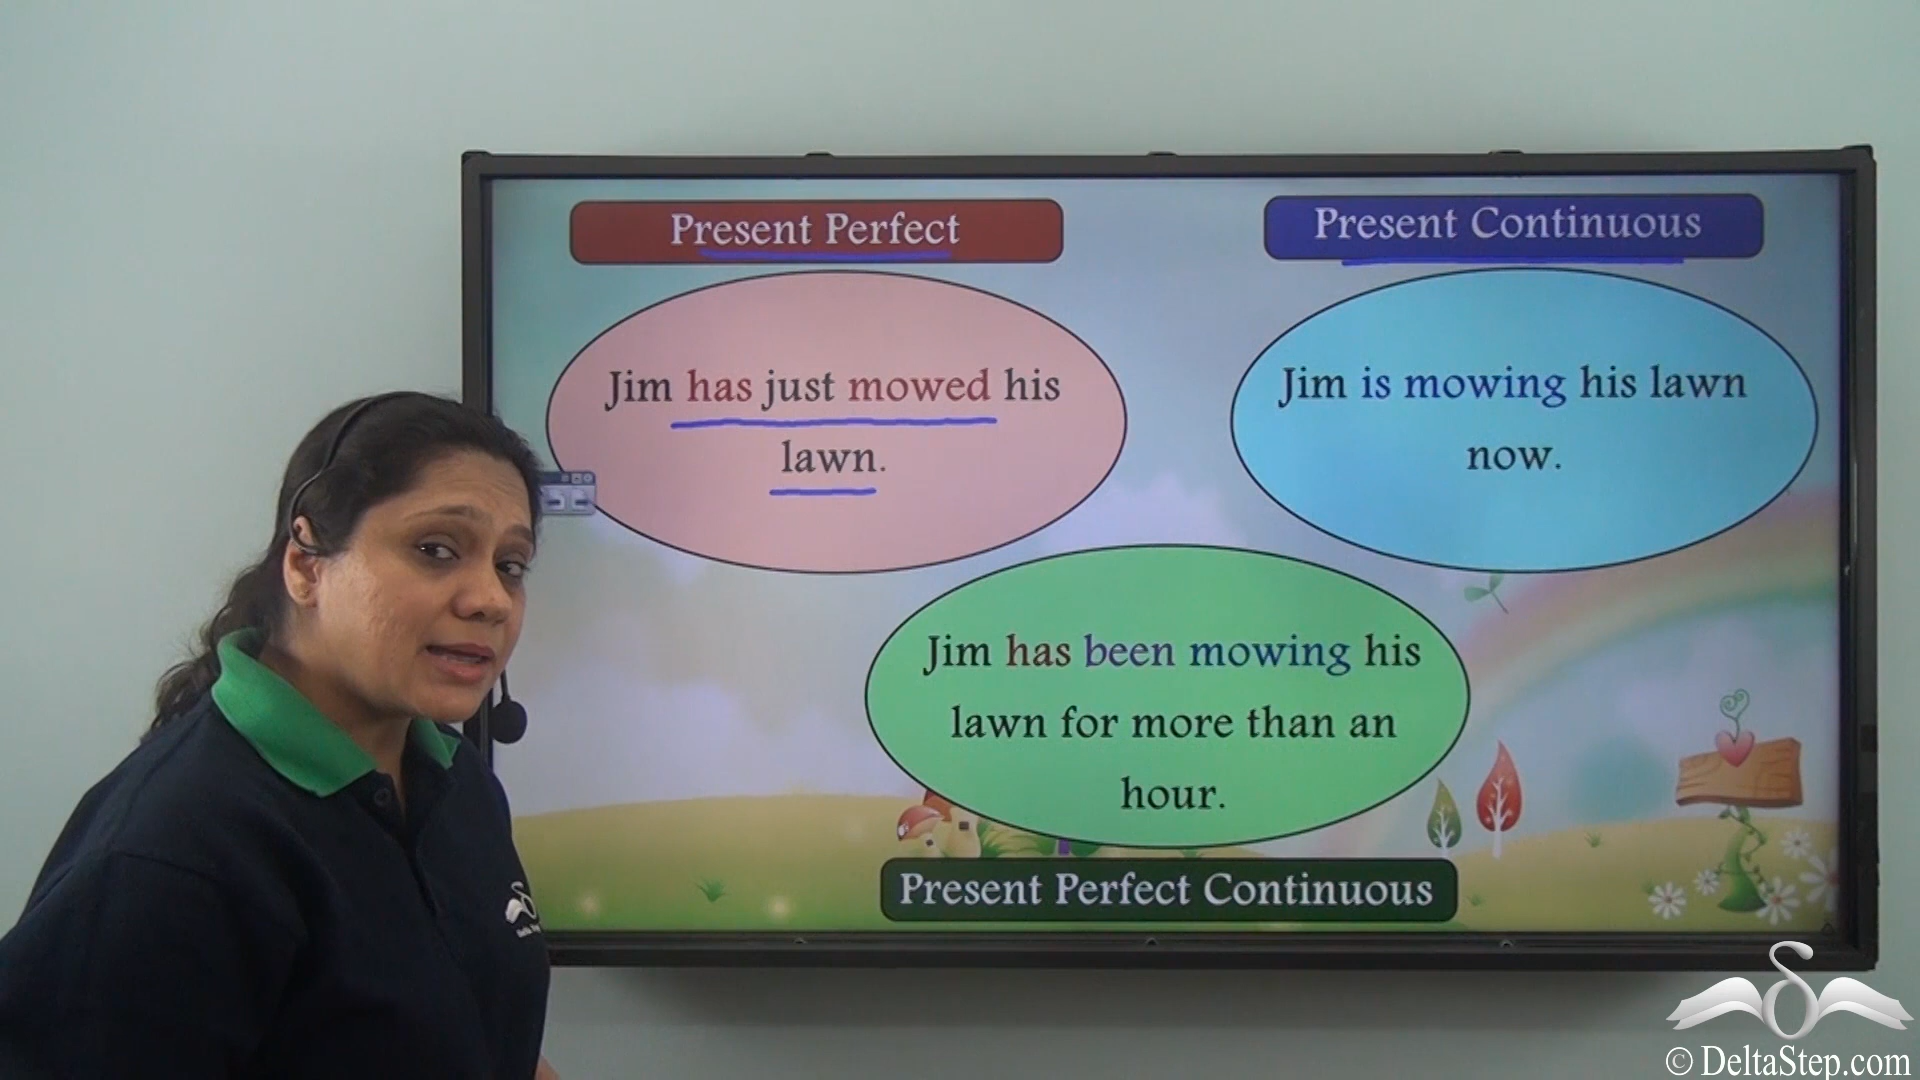 Present Perfect
Present Continuous
Jim has just mowed his
lawn.
Jim is mowing his lawn
now.
Jim has been mowing his
lawn for more than an
hour.
Present Perfect Continuous
© DeltaStep.com